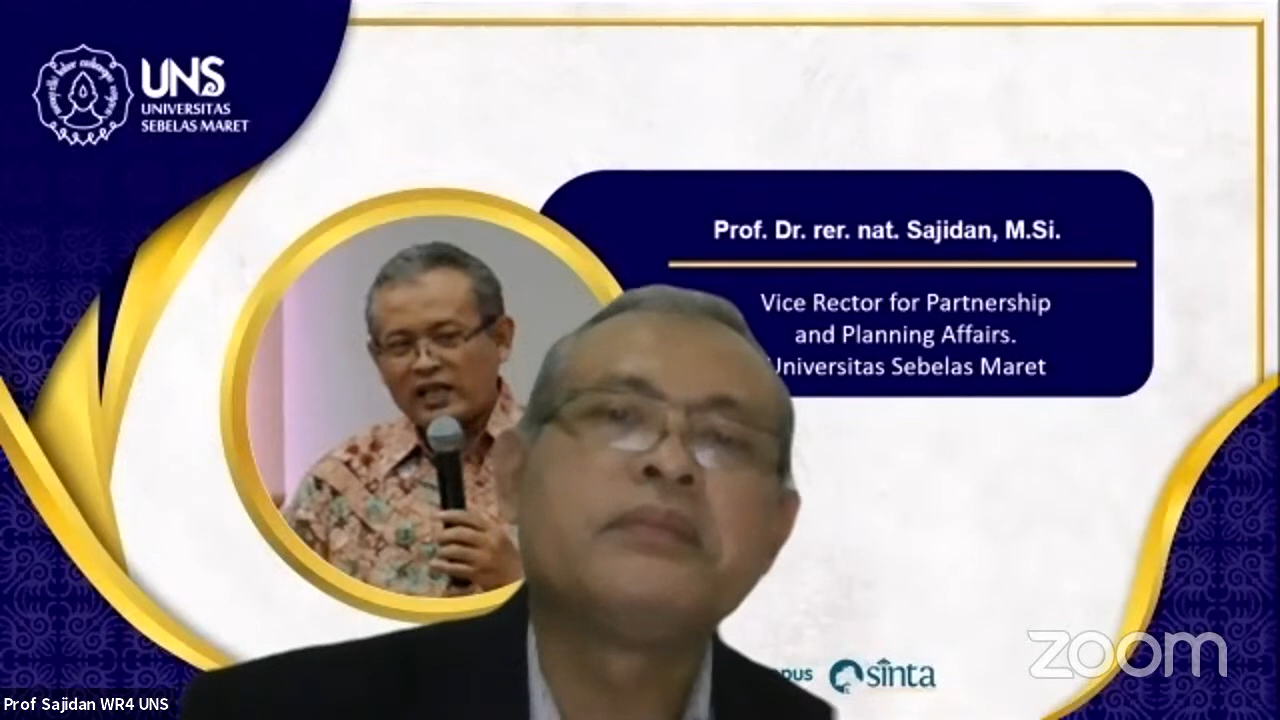 UNS
UNIVERSITAS
SEBELAS MARET
Prof. Dr. rer. nat. Sajidan, M.Si.
Vice Rector for Partnership
and Planning Affairs.
Universitas Sebelas Maret
sinta
zoom
Prof Sajidan WR4 UNS